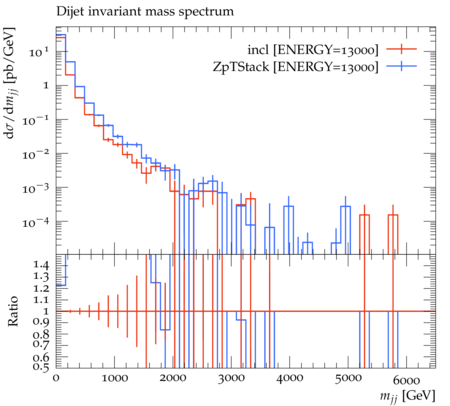 Dijet invariant mass spectrum
dσ/dm_jj [pb/GeV]
10^1
1
10^−1
10^−2
10^−3
10^−4
incl [ENERGY=13000]
ZpTStack [ENERGY=13000]
Ratio
1.4
1.3
1.2
1.1
1
0.9
0.8
0.7
0.6
0.5
0 1000 2000 3000 4000 5000 6000
m_jj [GeV]